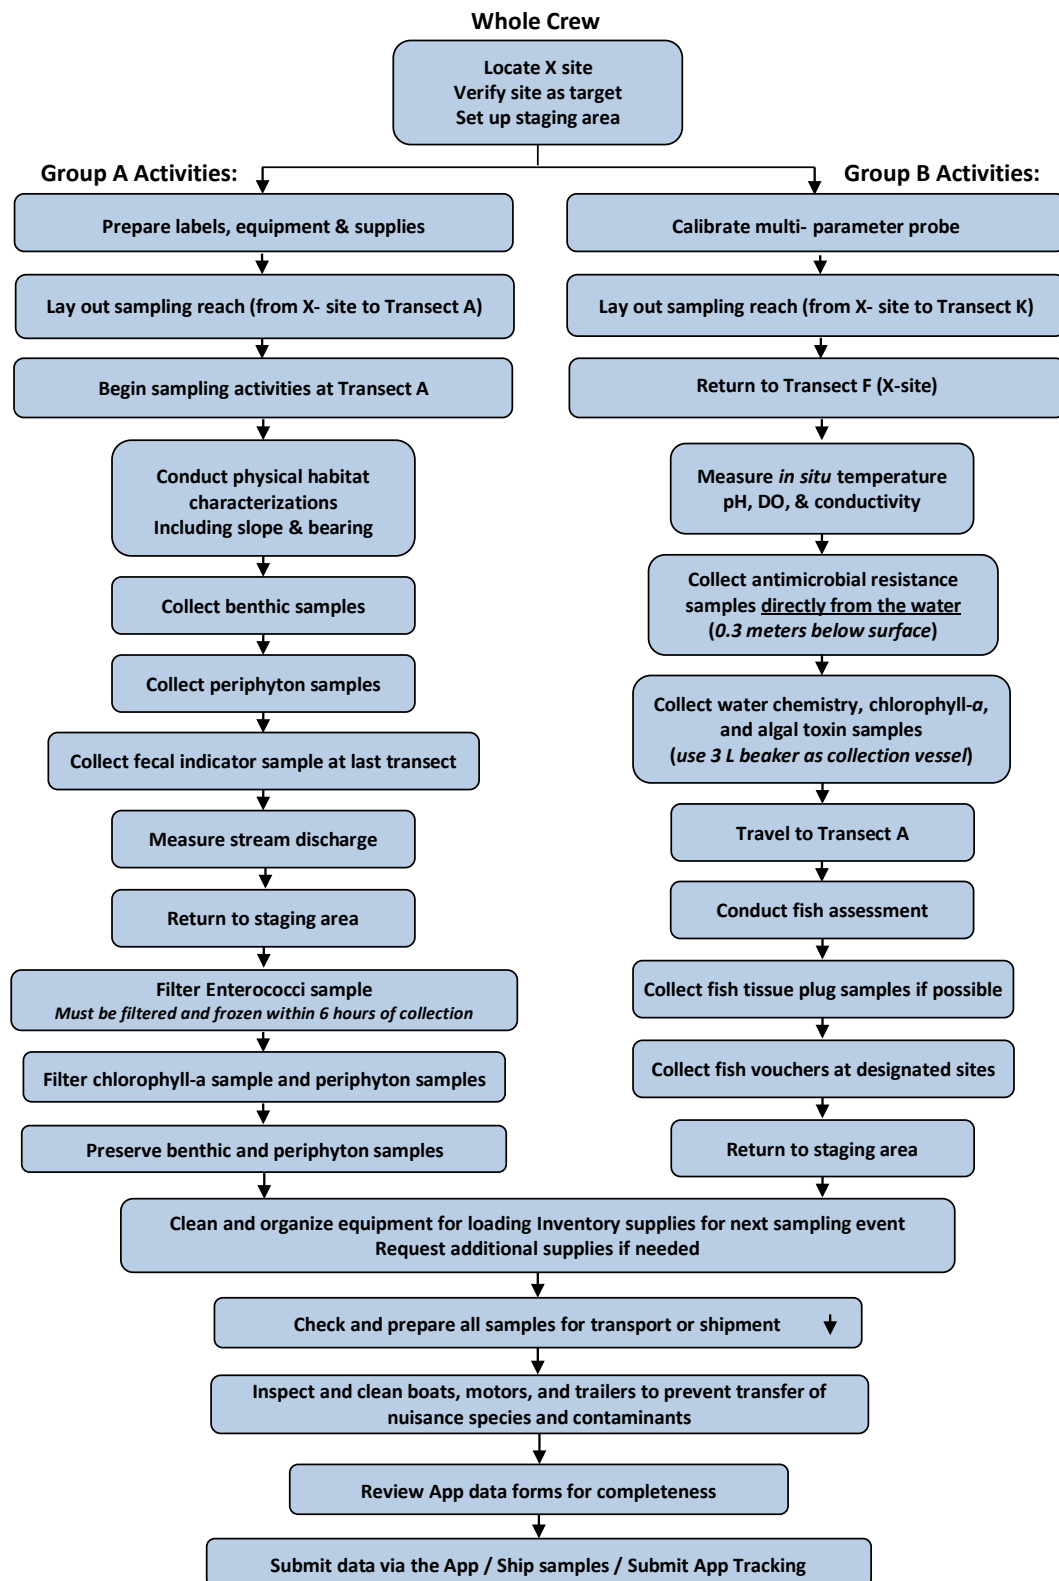 Whole Crew
Locate X site
Verify site as target
Set up staging area
Group A Activities:
Prepare labels, equipment & supplies
Lay out sampling reach (from X- site to Transect A)
Begin sampling activities at Transect A
Conduct physical habitat
characterizations
Including slope & bearing
Collect benthic samples
Collect periphyton samples
Collect fecal indicator sample at last transect
Measure stream discharge
Return to staging area
Filter Enterococci sample
Must be filtered and frozen within 6 hours of collection
Filter chlorophyll-a sample and periphyton samples
Preserve benthic and periphyton samples
Group B Activities:
Calibrate multi- parameter probe
Lay out sampling reach (from X- site to Transect K)
Return to Transect F (X-site)
Measure in situ temperature
pH, DO, & conductivity
Collect antimicrobial resistance
samples directly from the water
(0.3 meters below surface)
Collect water chemistry, chlorophyll-a,
and algal toxin samples
(use 3 L beaker as collection vessel)
Travel to Transect A
Conduct fish assessment
Collect fish tissue plug samples if possible
Collect fish vouchers at designated sites
Return to staging area
Clean and organize equipment for loading Inventory supplies for next sampling event
Request additional supplies if needed
Check and prepare all samples for transport or shipment
Inspect and clean boats, motors, and trailers to prevent transfer of
nuisance species and contaminants
Review App data forms for completeness
Submit data via the App / Ship samples / Submit App Tracking